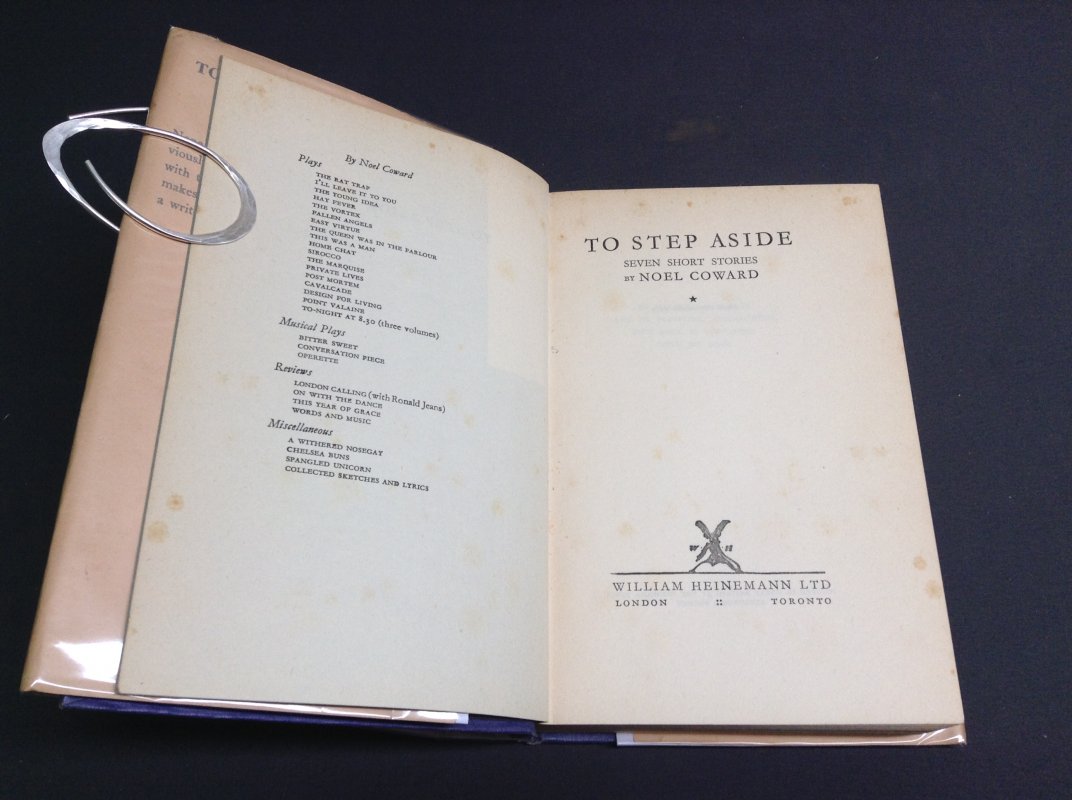 TO
viousl
with t
makes
a writ
By Noel Coward
Plays
THE RAT TRAP
I'LL LEAVE IT TO YOU
THE YOUNG IDEA
HAY FEVER
THE VORTEX
FALLEN ANGELS
EASY VIRTUE
THE QUEEN WAS IN THE PARLOUR
THIS WAS A MAN
HOME CHAT
SIROCCO
THE MARQUISE
PRIVATE LIVES
POST MORTEM
CAVALCADE
DESIGN FOR LIVING
POINT VALAINE
TO-NIGHT AT 8.30 (three volumes)
Musical Plays
BITTER SWEET
CONVERSATION PIECE
OPERETTE
Reviews
LONDON CALLING (with Ronald Jeans)
ON WITH THE DANCE
THIS YEAR OF GRACE
WORDS AND MUSIC
Miscellaneous
A WITHERED NOSEGAY
CHELSEA BUNS
SPANGLED UNICORN
COLLECTED SKETCHES AND LYRICS
TO STEP ASIDE
SEVEN SHORT STORIES
BY NOEL COWARD
W H
WILLIAM HEINEMANN LTD
LONDON :: TORONTO